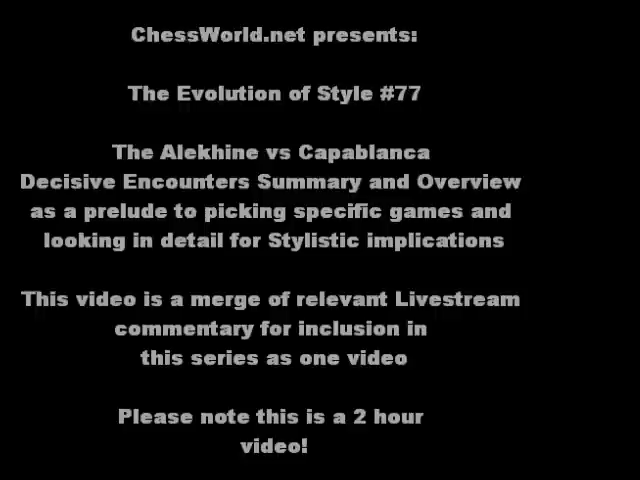 ChessWorld.net presents:
The Evolution of Style #77
The Alekhine vs Capablanca
Decisive Encounters Summary and Overview
as a prelude to picking specific games and
looking in detail for Stylistic implications
This video is a merge of relevant Livestream
commentary for inclusion in
this series as one video
Please note this is a 2 hour
video!